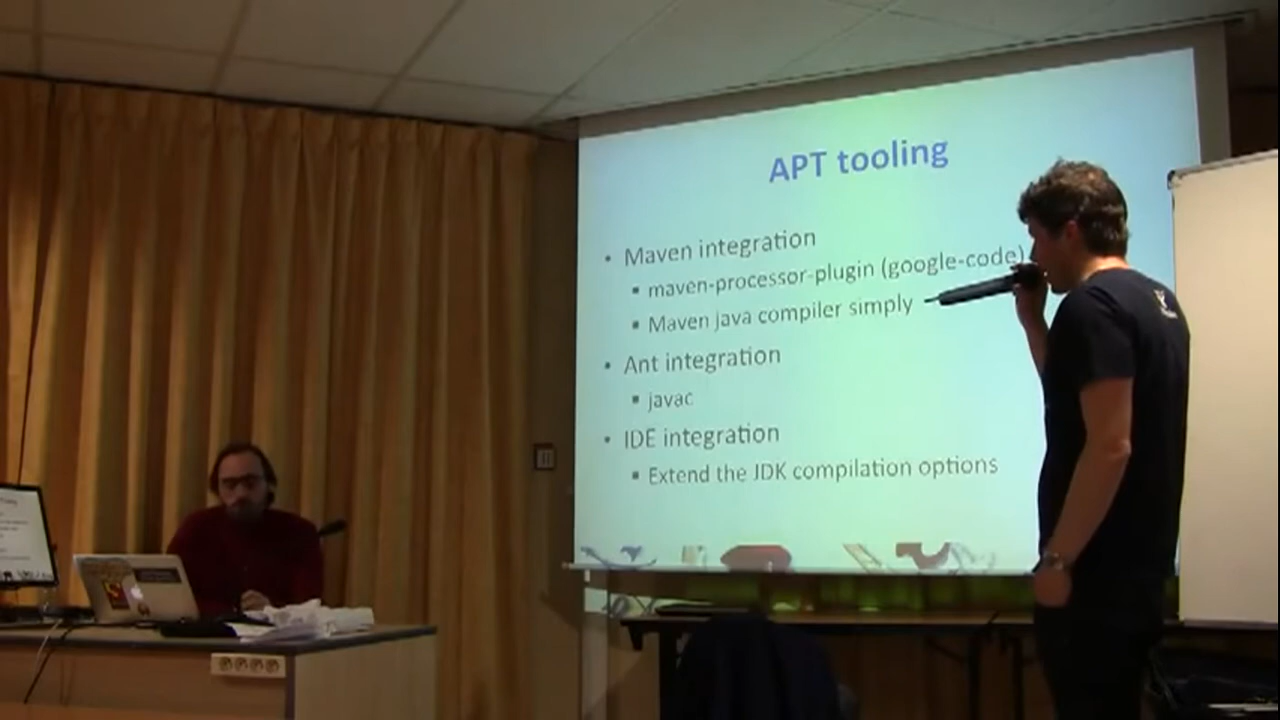 APT tooling
• Maven integration
▪ maven-processor-plugin (google-code)
▪ Maven java compiler simply
• Ant integration
▪ javac
• IDE integration
▪ Extend the JDK compilation options